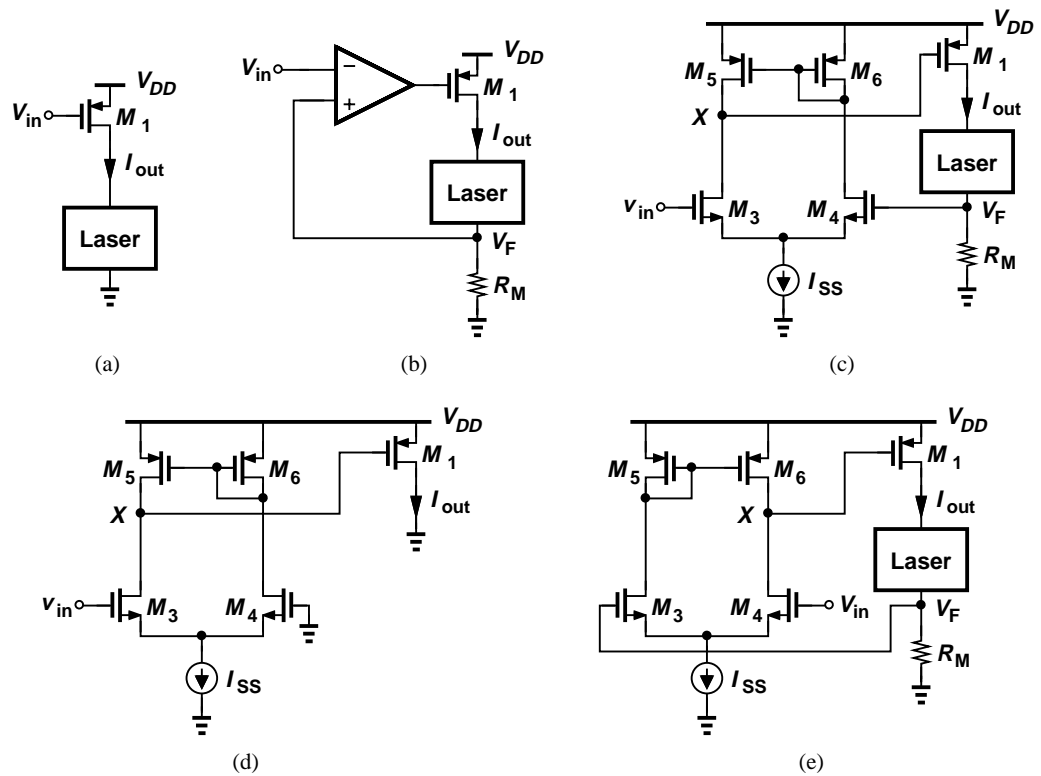 V_in
V_DD
M_1
I_out
Laser
(a)
V_in
−
+
V_DD
M_1
I_out
Laser
V_F
R_M
(b)
V_DD
M_5
M_6
M_1
X
I_out
Laser
v_in
M_3
M_4
V_F
I_SS
R_M
(c)
V_DD
M_5
M_6
M_1
X
I_out
v_in
M_3
M_4
I_SS
(d)
V_DD
M_5
M_6
M_1
X
I_out
Laser
M_3
M_4
V_in
V_F
I_SS
R_M
(e)